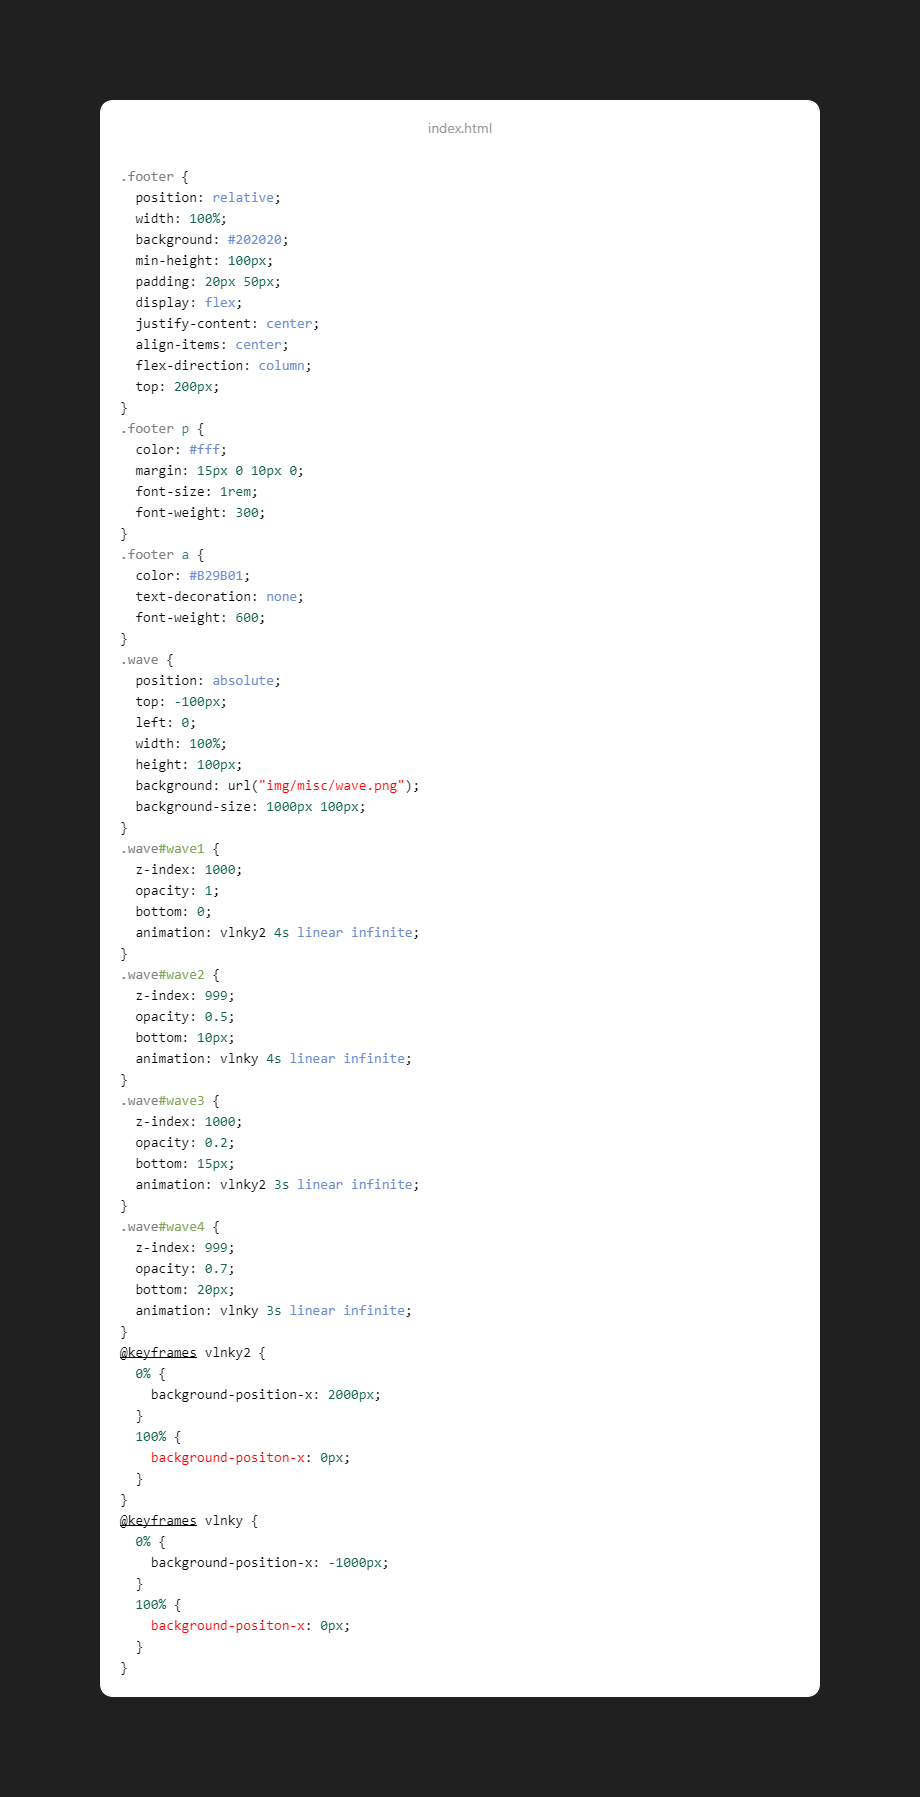 index.html
.footer {
  position: relative;
  width: 100%;
  background: #202020;
  min-height: 100px;
  padding: 20px 50px;
  display: flex;
  justify-content: center;
  align-items: center;
  flex-direction: column;
  top: 200px;
}
.footer p {
  color: #fff;
  margin: 15px 0 10px 0;
  font-size: 1rem;
  font-weight: 300;
}
.footer a {
  color: #B29B01;
  text-decoration: none;
  font-weight: 600;
}
.wave {
  position: absolute;
  top: -100px;
  left: 0;
  width: 100%;
  height: 100px;
  background: url("img/misc/wave.png");
  background-size: 1000px 100px;
}
.wave#wave1 {
  z-index: 1000;
  opacity: 1;
  bottom: 0;
  animation: vlnky2 4s linear infinite;
}
.wave#wave2 {
  z-index: 999;
  opacity: 0.5;
  bottom: 10px;
  animation: vlnky 4s linear infinite;
}
.wave#wave3 {
  z-index: 1000;
  opacity: 0.2;
  bottom: 15px;
  animation: vlnky2 3s linear infinite;
}
.wave#wave4 {
  z-index: 999;
  opacity: 0.7;
  bottom: 20px;
  animation: vlnky 3s linear infinite;
}
@keyframes vlnky2 {
  0% {
    background-position-x: 2000px;
  }
  100% {
    background-positon-x: 0px;
  }
}
@keyframes vlnky {
  0% {
    background-position-x: -1000px;
  }
  100% {
    background-positon-x: 0px;
  }
}